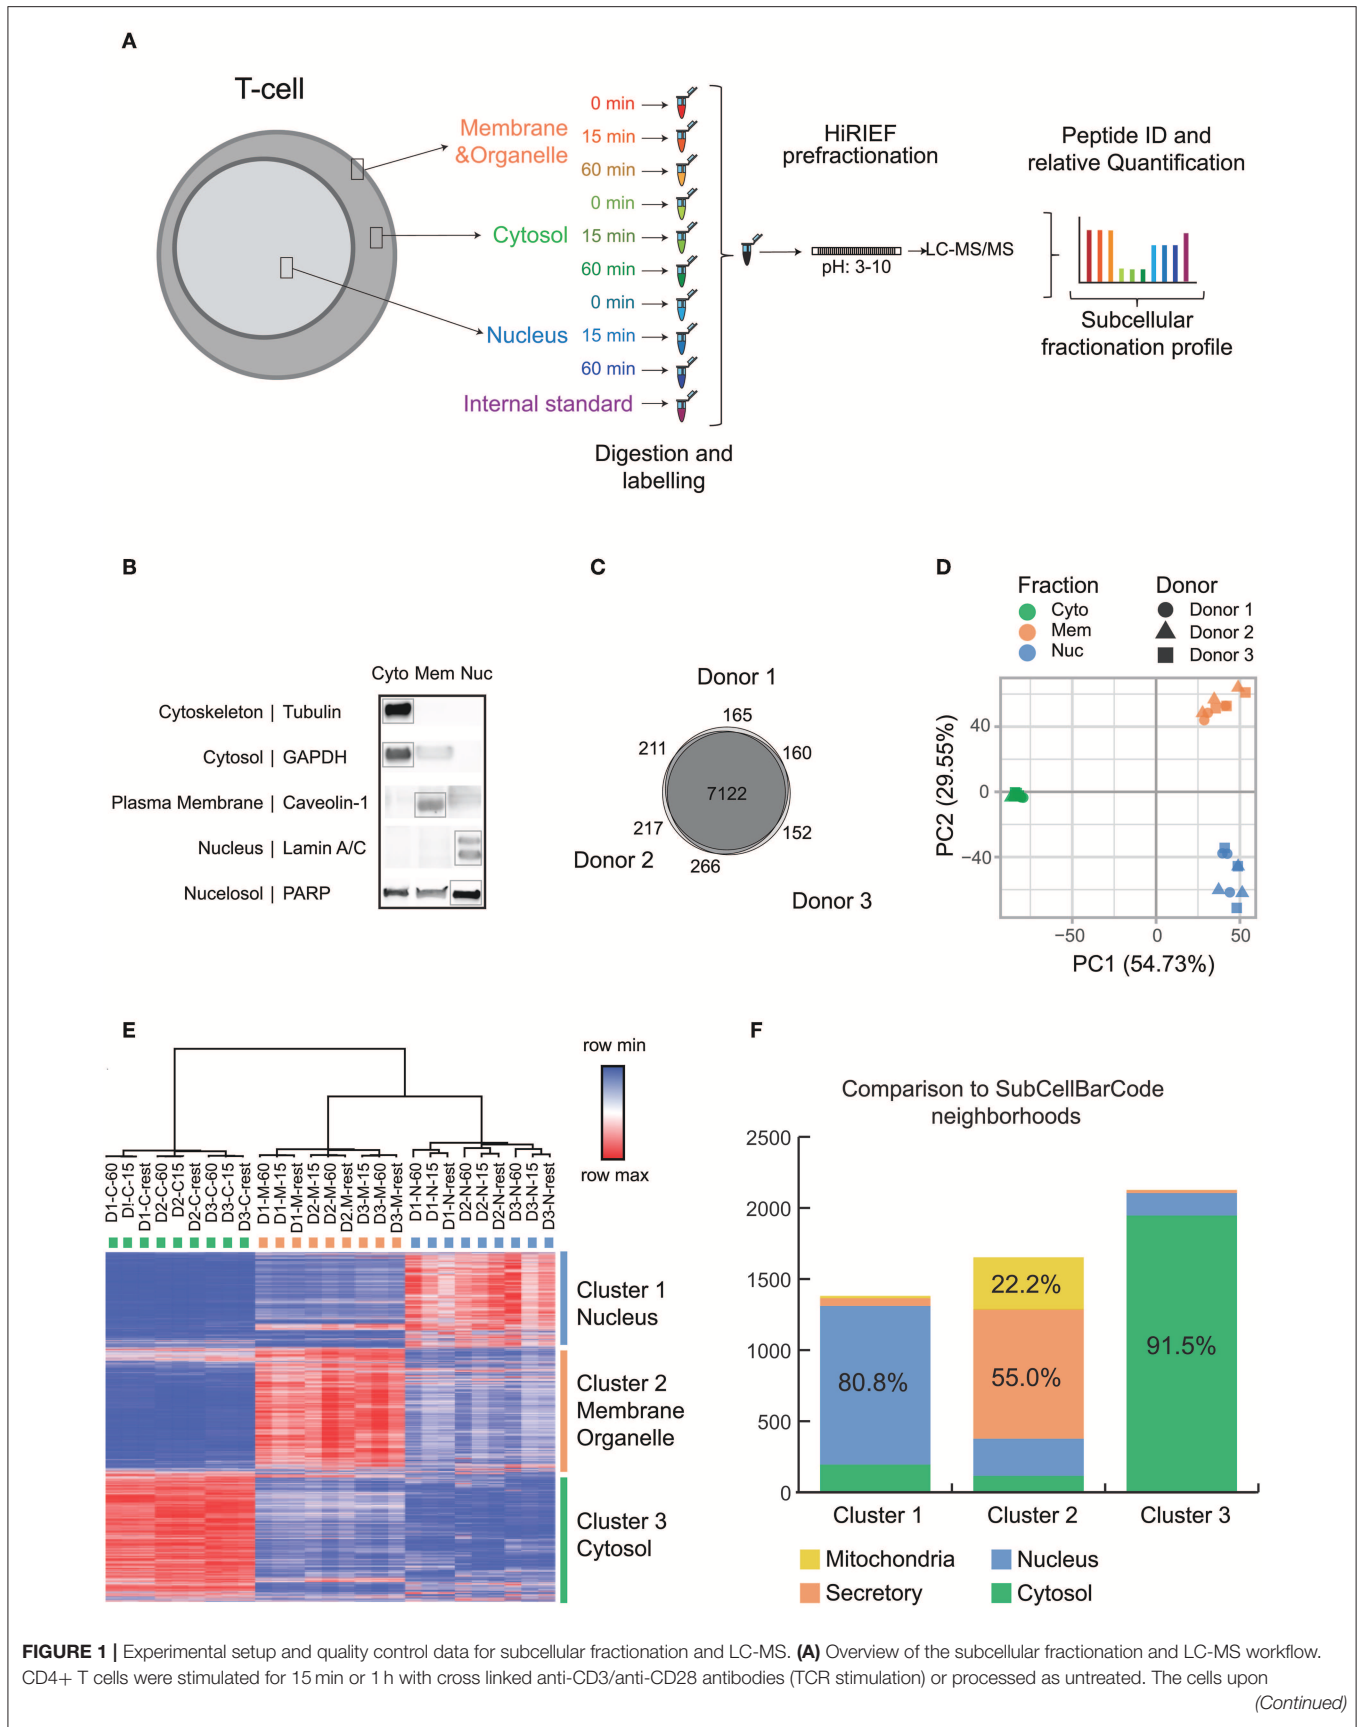 A
T-cell
Membrane
&Organelle
Cytosol
Nucleus
Internal standard
0 min
15 min
60 min
0 min
15 min
60 min
0 min
15 min
60 min
Digestion and
labelling
HiRIEF
prefractionation
pH: 3-10
LC-MS/MS
Peptide ID and
relative Quantification
Subcellular
fractionation profile
B
Cyto Mem Nuc
Cytoskeleton | Tubulin
Cytosol | GAPDH
Plasma Membrane | Caveolin-1
Nucleus | Lamin A/C
Nucelosol | PARP
C
Donor 1
165
211
160
7122
217
152
Donor 2
266
Donor 3
D
Fraction
Cyto
Mem
Nuc
Donor
Donor 1
Donor 2
Donor 3
PC2 (29.55%)
40
0
−40
−50
0
50
PC1 (54.73%)
E
row min
row max
D1-C-60
D!-C-15
D1-C-rest
D2-C-60
D2-C15
D2-C-rest
D3-C-60
D3-C-15
D3-C-rest
D1-M-60
D1-M-15
D1-M-rest
D2-M-15
D2-M-60
D2.M-rest
D3-M-15
D3-M-60
D3-M-rest
D1-N-60
D1-N-15
D1-N-rest
D2-N-60
D2-N-15
D2-N-rest
D3-N-60
D3-N-15
D3-N-rest
Cluster 1
Nucleus
Cluster 2
Membrane
Organelle
Cluster 3
Cytosol
F
Comparison to SubCellBarCode
neighborhoods
2500
2000
1500
1000
500
0
80.8%
22.2%
55.0%
91.5%
Cluster 1
Cluster 2
Cluster 3
Mitochondria
Nucleus
Secretory
Cytosol
FIGURE 1 | Experimental setup and quality control data for subcellular fractionation and LC-MS. (A) Overview of the subcellular fractionation and LC-MS workflow.
CD4+ T cells were stimulated for 15 min or 1 h with cross linked anti-CD3/anti-CD28 antibodies (TCR stimulation) or processed as untreated. The cells upon
(Continued)